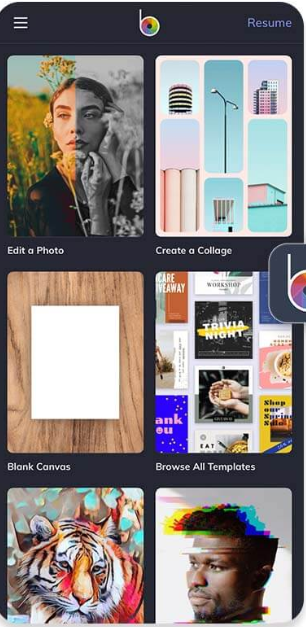 Resume
Edit a Photo
Create a Collage
CARE
VEAWAY
WORKSHOP
TRIVIA
NIGHT
ank
ou
Shop
our
Spring
Sale
EAT
Blank Canvas
Browse All Templates